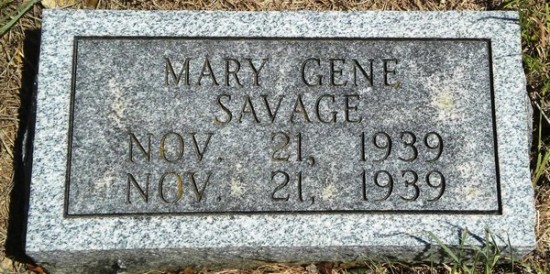 MARY GENE
SAVAGE
NOV. 21, 1939
NOV. 21, 1939